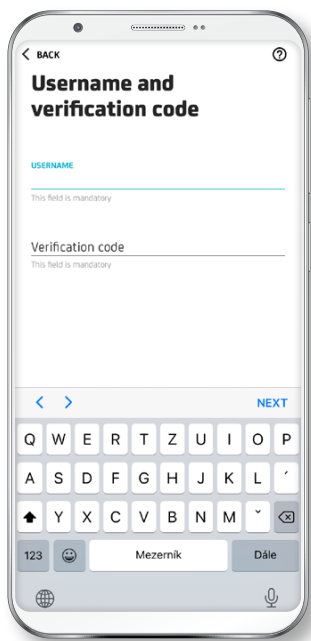 BACK
Username and
verification code
USERNAME
This field is mandatory
Verification code
This field is mandatory
NEXT
Q W E R T Z U I O P
A S D F G H J K L ´
Y X C V B N M ˇ
123 Mezerník Dále